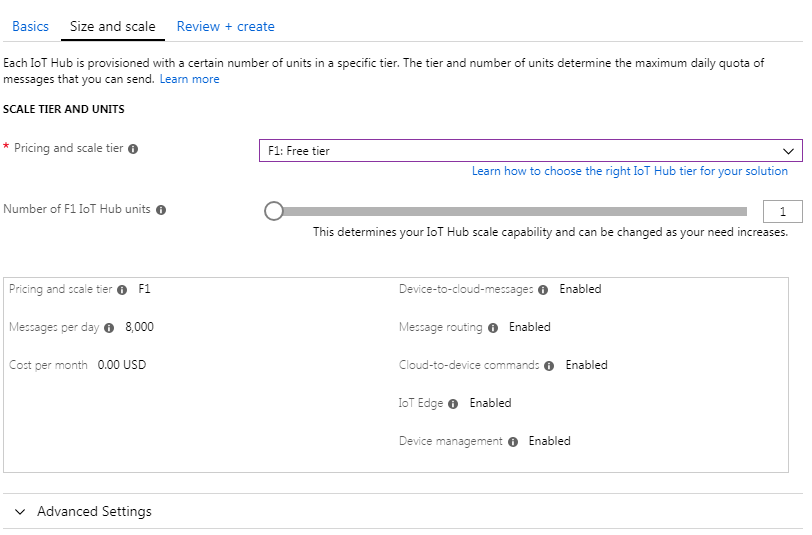 Basics Size and scale Review + create
Each IoT Hub is provisioned with a certain number of units in a specific tier. The tier and number of units determine the maximum daily quota of
messages that you can send. Learn more
SCALE TIER AND UNITS
* Pricing and scale tier F1: Free tier
Learn how to choose the right IoT Hub tier for your solution
Number of F1 IoT Hub units 1
This determines your IoT Hub scale capability and can be changed as your need increases.
Pricing and scale tier F1 Device-to-cloud-messages Enabled
Messages per day 8,000 Message routing Enabled
Cost per month 0.00 USD Cloud-to-device commands Enabled
IoT Edge Enabled
Device management Enabled
Advanced Settings